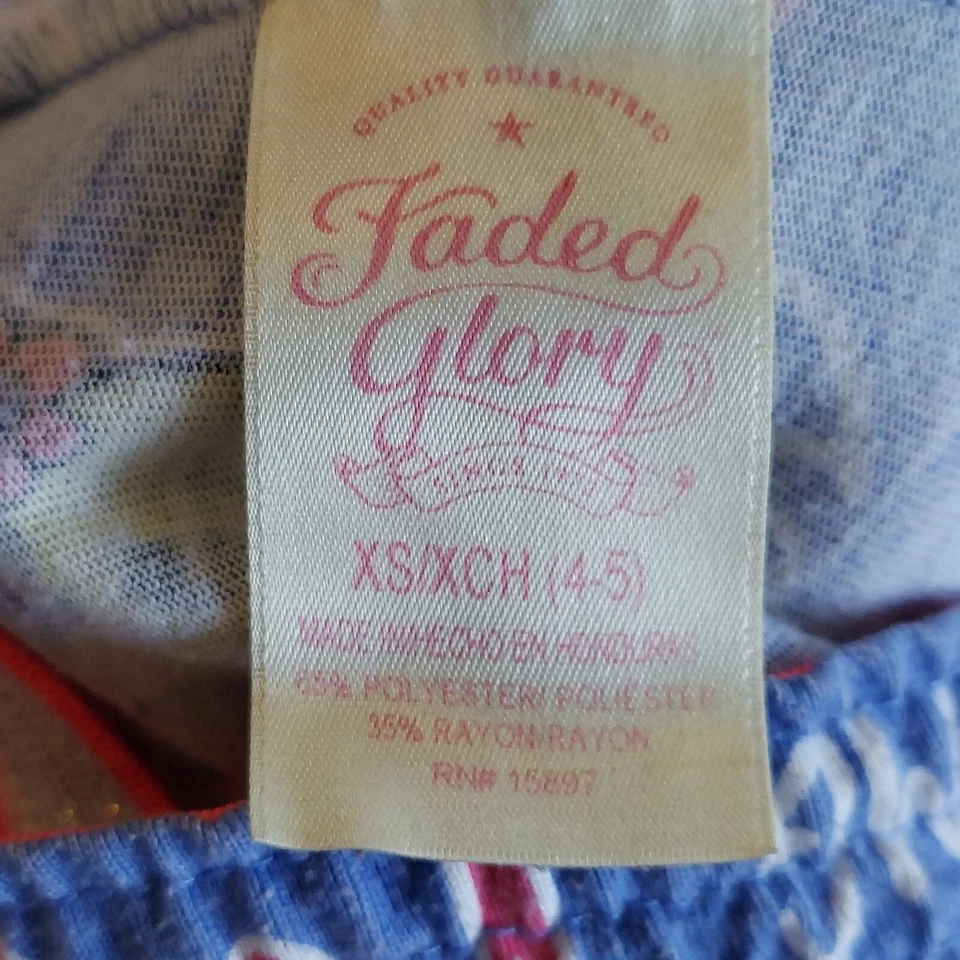 QUALITY GUARANTEED
Faded
Glory
XS/XCH (4-5)
MADE IN/HECHO EN HONDURAS
65% POLYESTER/ POLIÉSTER
35% RAYON/RAYON
RN# 15897